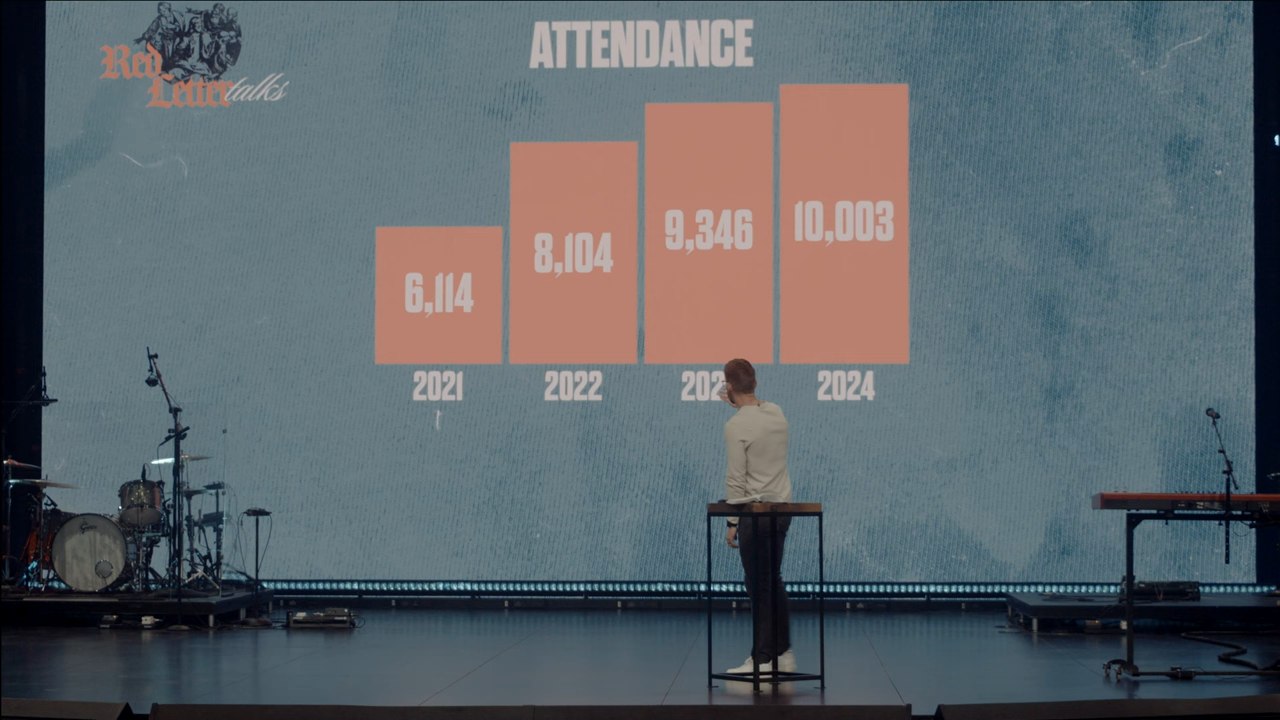 Red
Letter talks
ATTENDANCE
6,114
8,104
9,346
10,003
2021
2022
2024